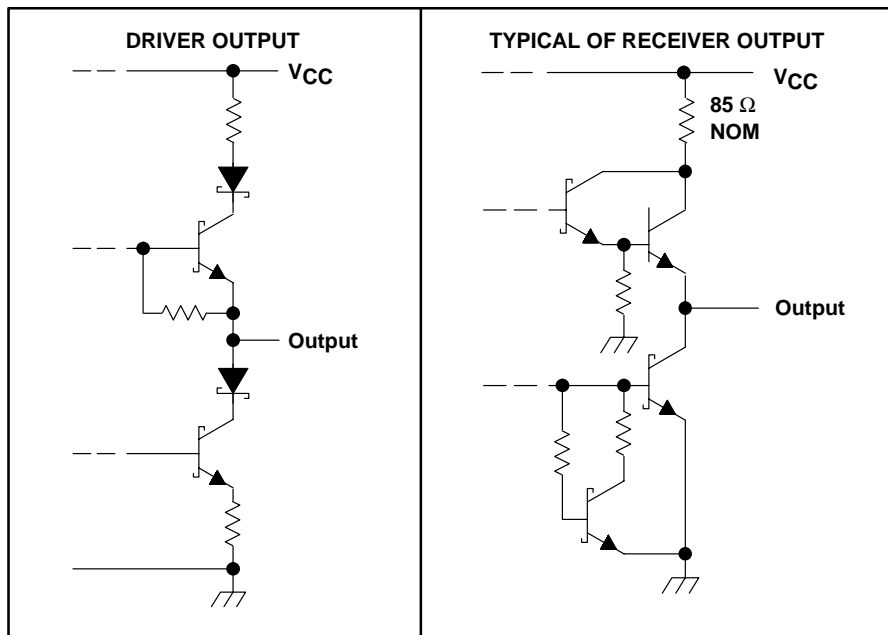 DRIVER OUTPUT
VCC
Output
TYPICAL OF RECEIVER OUTPUT
VCC
85 Ω
NOM
Output